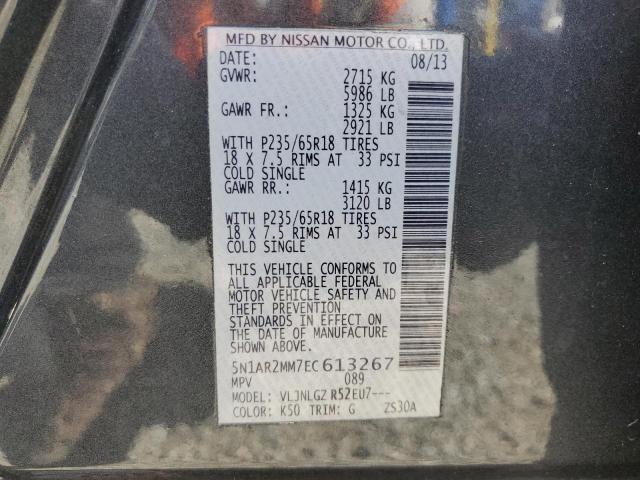 MFD BY NISSAN MOTOR CO., LTD.
DATE: 08/13
GVWR: 2715 KG
5986 LB
GAWR FR.: 1325 KG
2921 LB
WITH P235/65R18 TIRES
18 X 7.5 RIMS AT 33 PSI
COLD SINGLE
GAWR RR.: 1415 KG
3120 LB
WITH P235/65R18 TIRES
18 X 7.5 RIMS AT 33 PSI
COLD SINGLE
THIS VEHICLE CONFORMS TO
ALL APPLICABLE FEDERAL
MOTOR VEHICLE SAFETY AND
THEFT PREVENTION
STANDARDS IN EFFECT ON
THE DATE OF MANUFACTURE
SHOWN ABOVE.
5N1AR2MM7EC613267
MPV 089
MODEL: VLJNLGZ R52EU7---
COLOR: K50 TRIM: G ZS30A